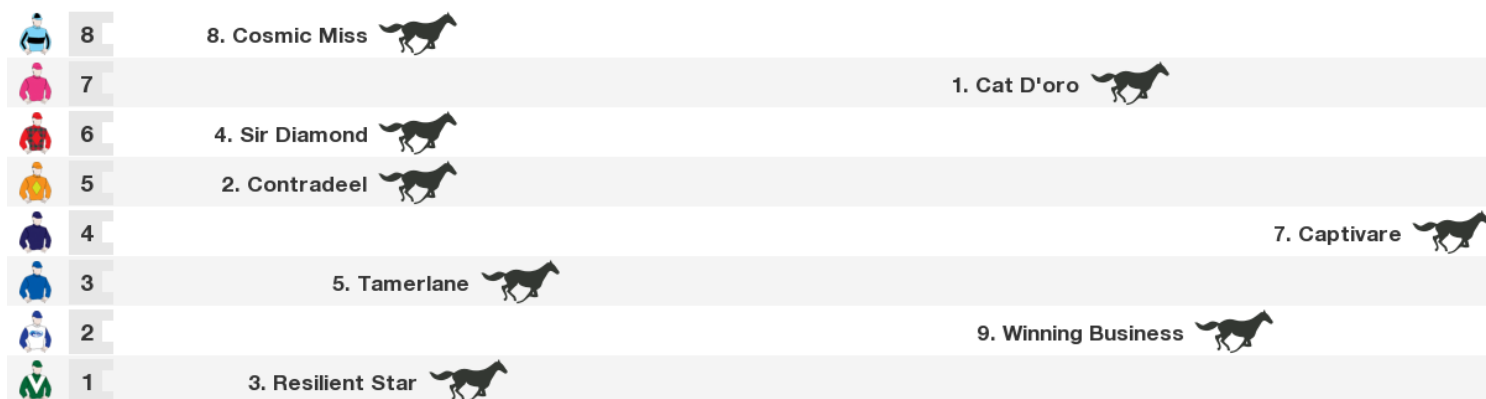 8 8. Cosmic Miss
7 1. Cat D'oro
6 4. Sir Diamond
5 2. Contradeel
4 7. Captivare
3 5. Tamerlane
2 9. Winning Business
1 3. Resilient Star